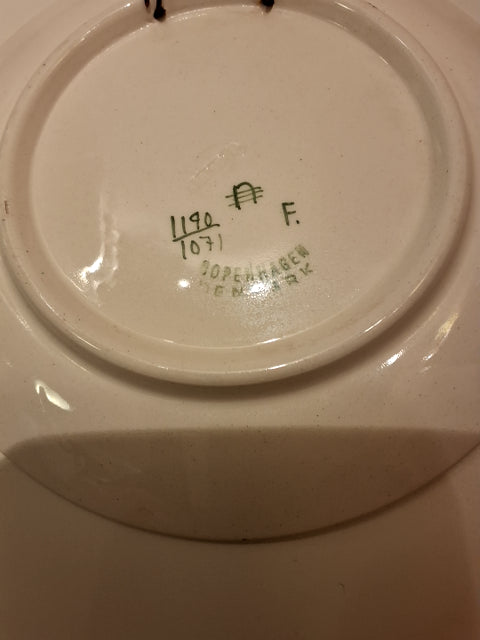 1190 F.
1071
COPENHAGEN
DENMARK